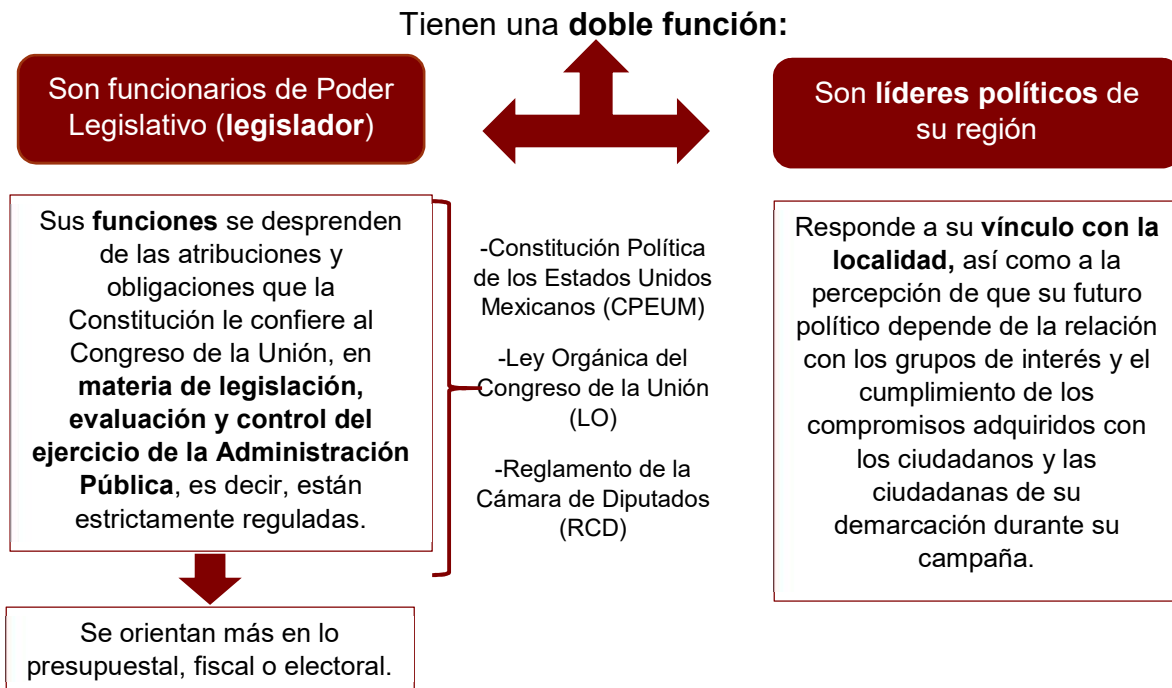 Tienen una doble función:
Son funcionarios de Poder
Legislativo (legislador)
Sus funciones se desprenden
de las atribuciones y
obligaciones que la
Constitución le confiere al
Congreso de la Unión, en
materia de legislación,
evaluación y control del
ejercicio de la Administración
Pública, es decir, están
estrictamente reguladas.
Se orientan más en lo
presupuestal, fiscal o electoral.
-Constitución Política
de los Estados Unidos
Mexicanos (CPEUM)
-Ley Orgánica del
Congreso de la Unión
(LO)
-Reglamento de la
Cámara de Diputados
(RCD)
Son líderes políticos de
su región
Responde a su vínculo con la
localidad, así como a la
percepción de que su futuro
político depende de la relación
con los grupos de interés y el
cumplimiento de los
compromisos adquiridos con
los ciudadanos y las
ciudadanas de su
demarcación durante su
campaña.